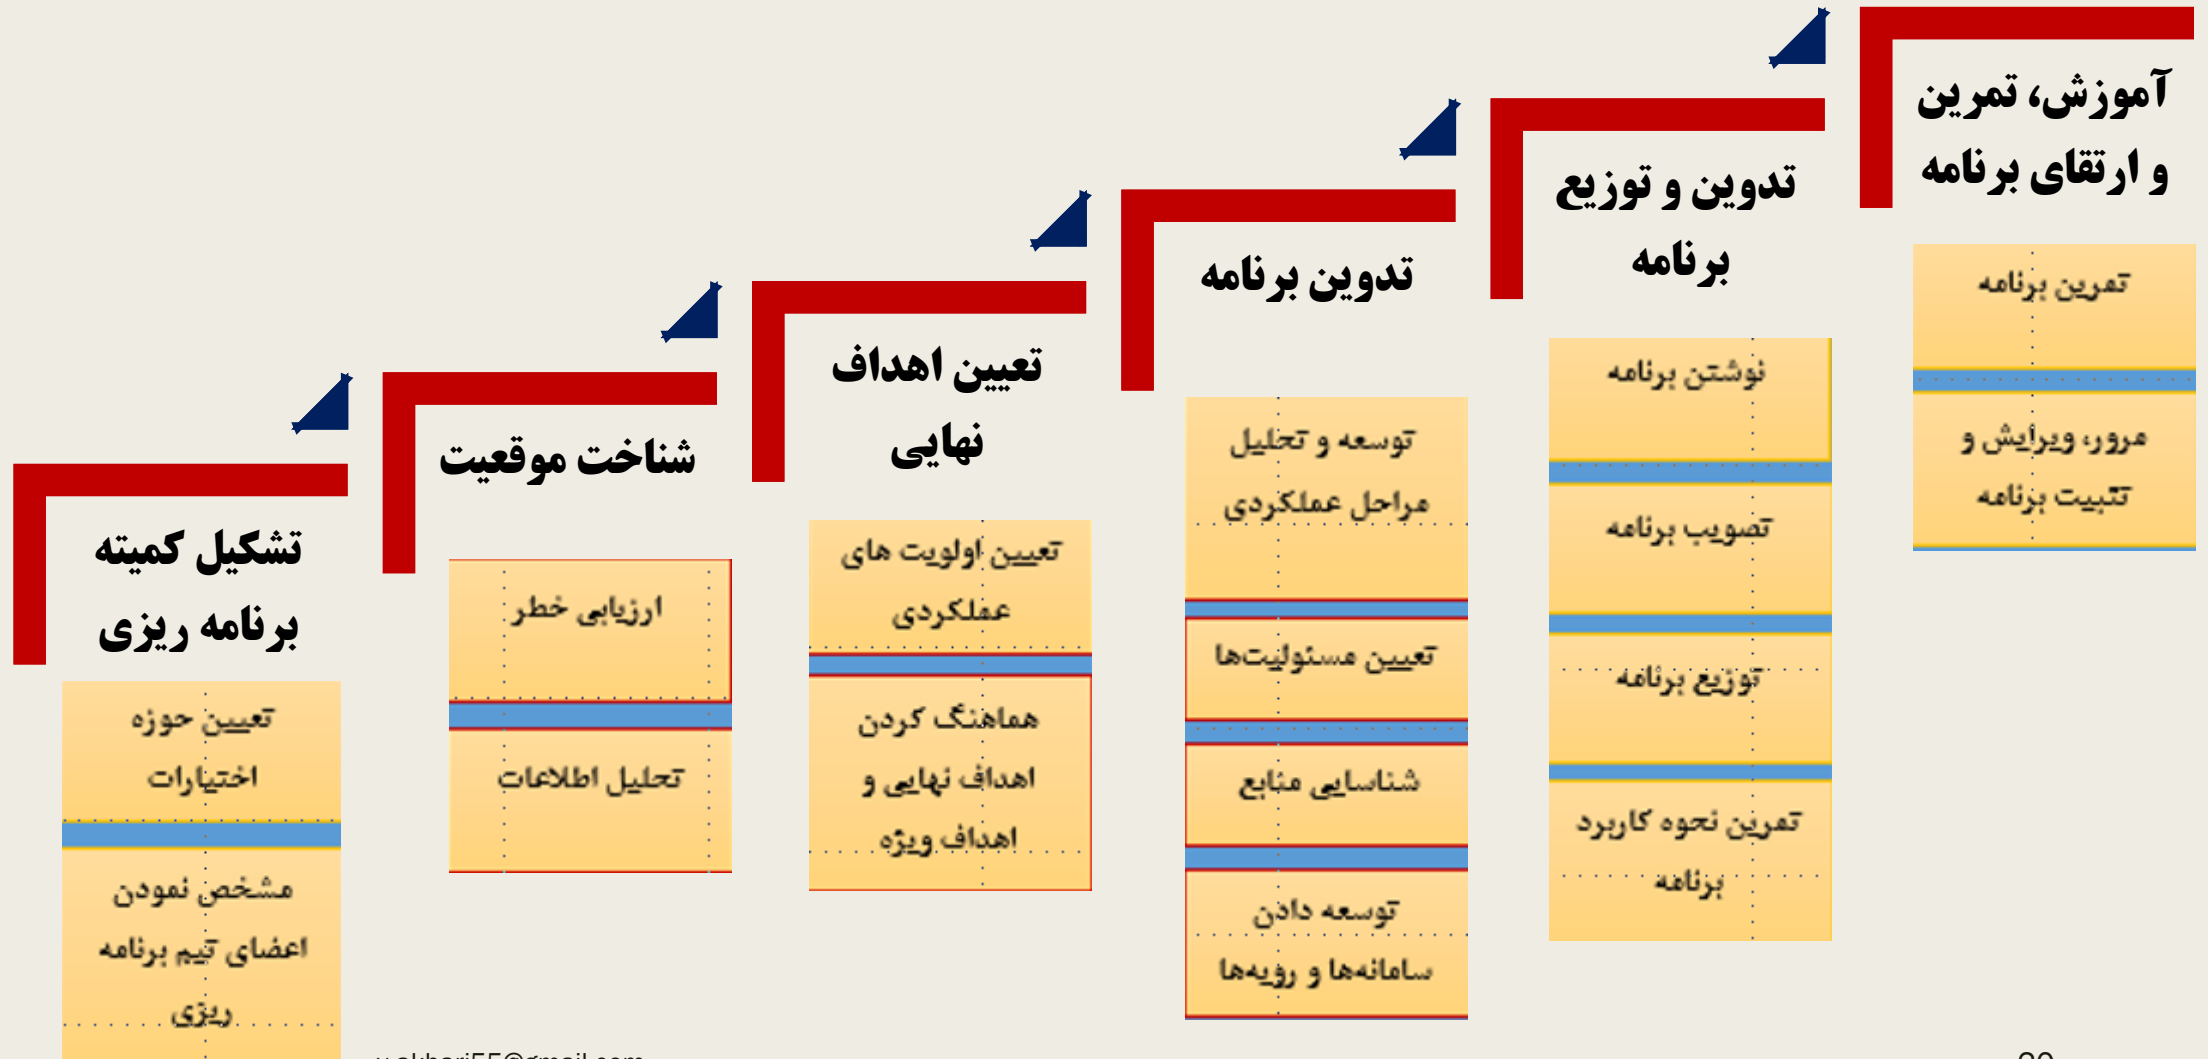 تشکیل کمیته
برنامه ریزی
تعیین حوزه
اختیارات
مشخص نمودن
اعضای تیم برنامه
ریزی
شناخت موقعیت
ارزیابی خطر
تحلیل اطلاعات
تعیین اهداف
نهایی
تعیین اولویت های
عملکردی
هماهنگ کردن
اهداف نهایی و
اهداف ویژه
تدوین برنامه
توسعه و تحلیل
مراحل عملکردی
تعیین مسئولیت‌ها
شناسایی منابع
توسعه دادن
سامانه‌ها و رویه‌ها
تدوین و توزیع
برنامه
نوشتن برنامه
تصویب برنامه
توزیع برنامه
تمرین نحوه کاربرد
برنامه
آموزش، تمرین
و ارتقای برنامه
تمرین برنامه
مرور، ویرایش و
تثبیت برنامه